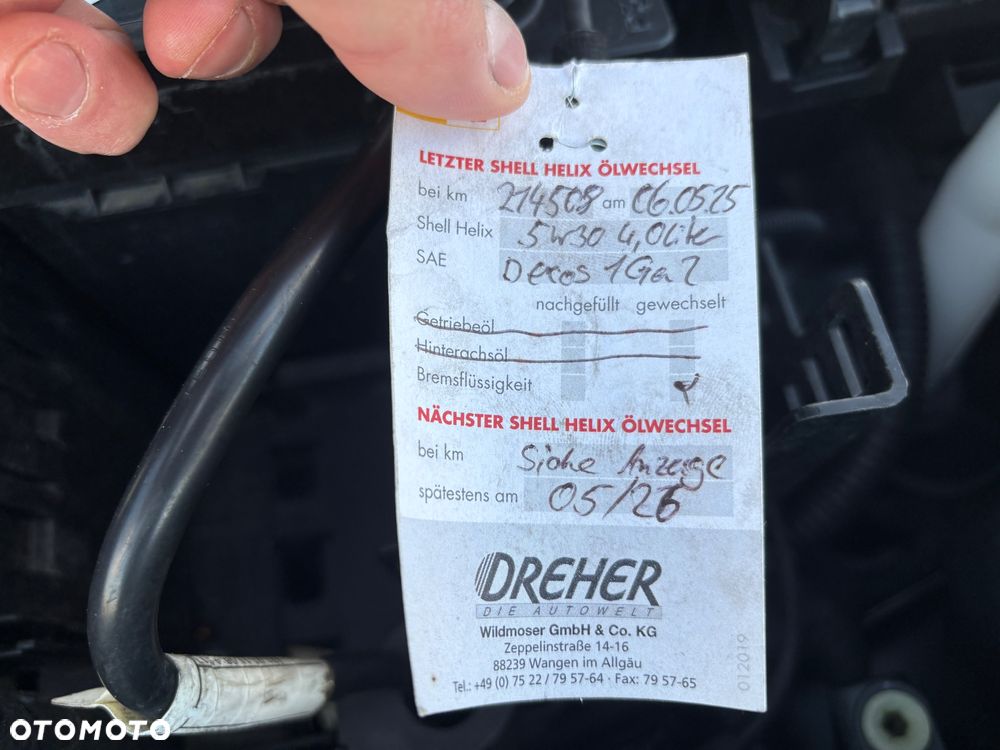 LETZTER SHELL HELIX ÖLWECHSEL
bei km 214508 am 06.05.25
Shell Helix 5W30 4,0 Liter
SAE Dexos 1 Gen 2
nachgefüllt gewechselt
Getriebeöl
Hinterachsöl
Bremsflüssigkeit
NÄCHSTER SHELL HELIX ÖLWECHSEL
bei km Siehe Anzeige
spätestens am 05/26
DREHER
DIE AUTOWELT
Wildmoser GmbH & Co. KG
Zeppelinstraße 14-16
88239 Wangen im Allgäu
Tel.: +49 (0) 75 22 / 79 57-64 · Fax: 79 57-65
012019
OTOMOTO